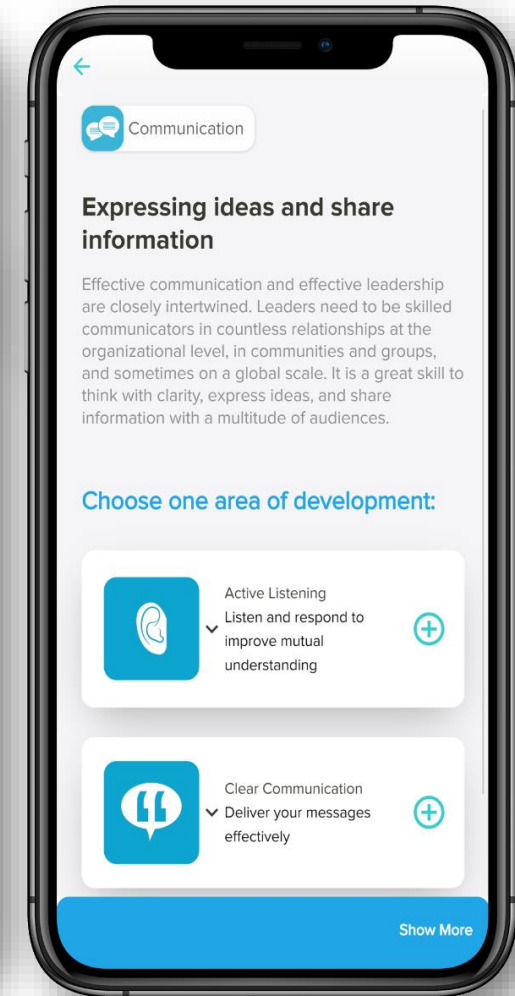 Communication
Expressing ideas and share
information
Effective communication and effective leadership
are closely intertwined. Leaders need to be skilled
communicators in countless relationships at the
organizational level, in communities and groups,
and sometimes on a global scale. It is a great skill to
think with clarity, express ideas, and share
information with a multitude of audiences.
Choose one area of development:
Active Listening
Listen and respond to
improve mutual
understanding
Clear Communication
Deliver your messages
effectively
Show More